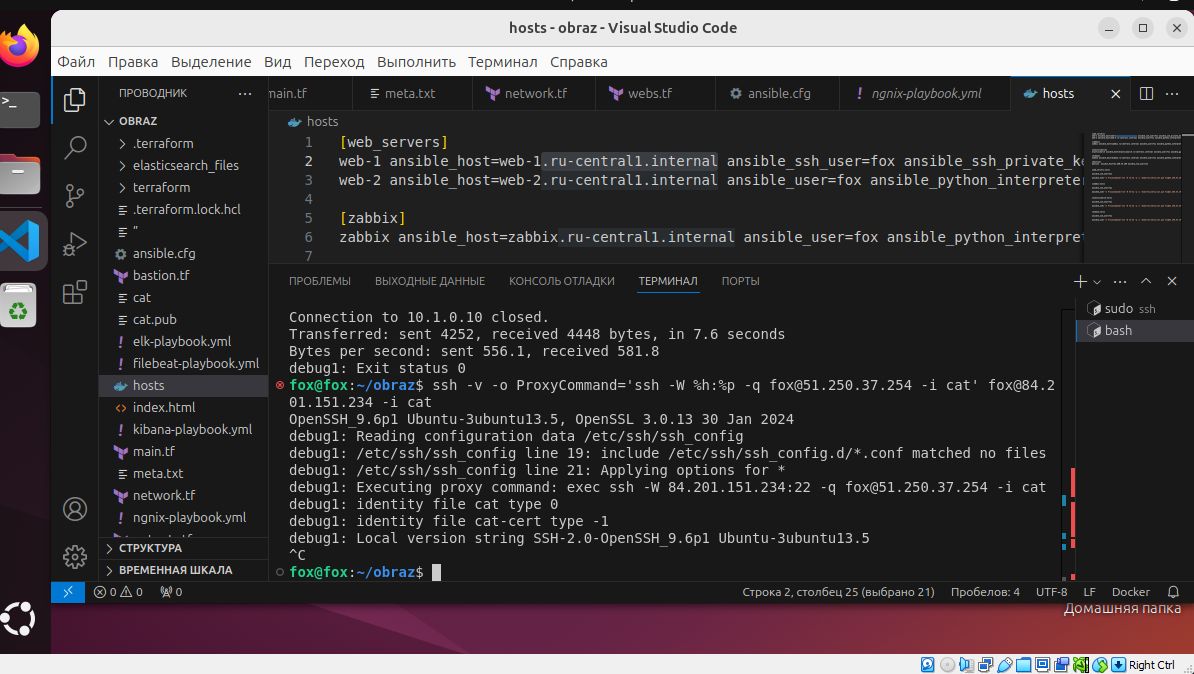 hosts - obraz - Visual Studio Code
Файл Правка Выделение Вид Переход Выполнить Терминал Справка
ПРОВОДНИК
main.tf meta.txt network.tf webs.tf ansible.cfg ngnix-playbook.yml hosts
OBRAZ
.terraform
elasticsearch_files
terraform
.terraform.lock.hcl
"
ansible.cfg
bastion.tf
cat
cat.pub
elk-playbook.yml
filebeat-playbook.yml
hosts
index.html
kibana-playbook.yml
main.tf
meta.txt
network.tf
ngnix-playbook.yml
СТРУКТУРА
ВРЕМЕННАЯ ШКАЛА
hosts
1 [web_servers]
2 web-1 ansible_host=web-1.ru-central1.internal ansible_ssh_user=fox ansible_ssh_private_ke
3 web-2 ansible_host=web-2.ru-central1.internal ansible_user=fox ansible_python_interpreter
4
5 [zabbix]
6 zabbix ansible_host=zabbix.ru-central1.internal ansible_user=fox ansible_python_interpret
7
ПРОБЛЕМЫ ВЫХОДНЫЕ ДАННЫЕ КОНСОЛЬ ОТЛАДКИ ТЕРМИНАЛ ПОРТЫ
Connection to 10.1.0.10 closed.
Transferred: sent 4252, received 4448 bytes, in 7.6 seconds
Bytes per second: sent 556.1, received 581.8
debug1: Exit status 0
fox@fox:~/obraz$ ssh -v -o ProxyCommand='ssh -W %h:%p -q fox@51.250.37.254 -i cat' fox@84.2
01.151.234 -i cat
OpenSSH_9.6p1 Ubuntu-3ubuntu13.5, OpenSSL 3.0.13 30 Jan 2024
debug1: Reading configuration data /etc/ssh/ssh_config
debug1: /etc/ssh/ssh_config line 19: include /etc/ssh/ssh_config.d/*.conf matched no files
debug1: /etc/ssh/ssh_config line 21: Applying options for *
debug1: Executing proxy command: exec ssh -W 84.201.151.234:22 -q fox@51.250.37.254 -i cat
debug1: identity file cat type 0
debug1: identity file cat-cert type -1
debug1: Local version string SSH-2.0-OpenSSH_9.6p1 Ubuntu-3ubuntu13.5
^C
fox@fox:~/obraz$
sudo ssh
bash
0 0 0 Строка 2, столбец 25 (выбрано 21) Пробелов: 4 UTF-8 LF Docker
Домашняя папка
Right Ctrl